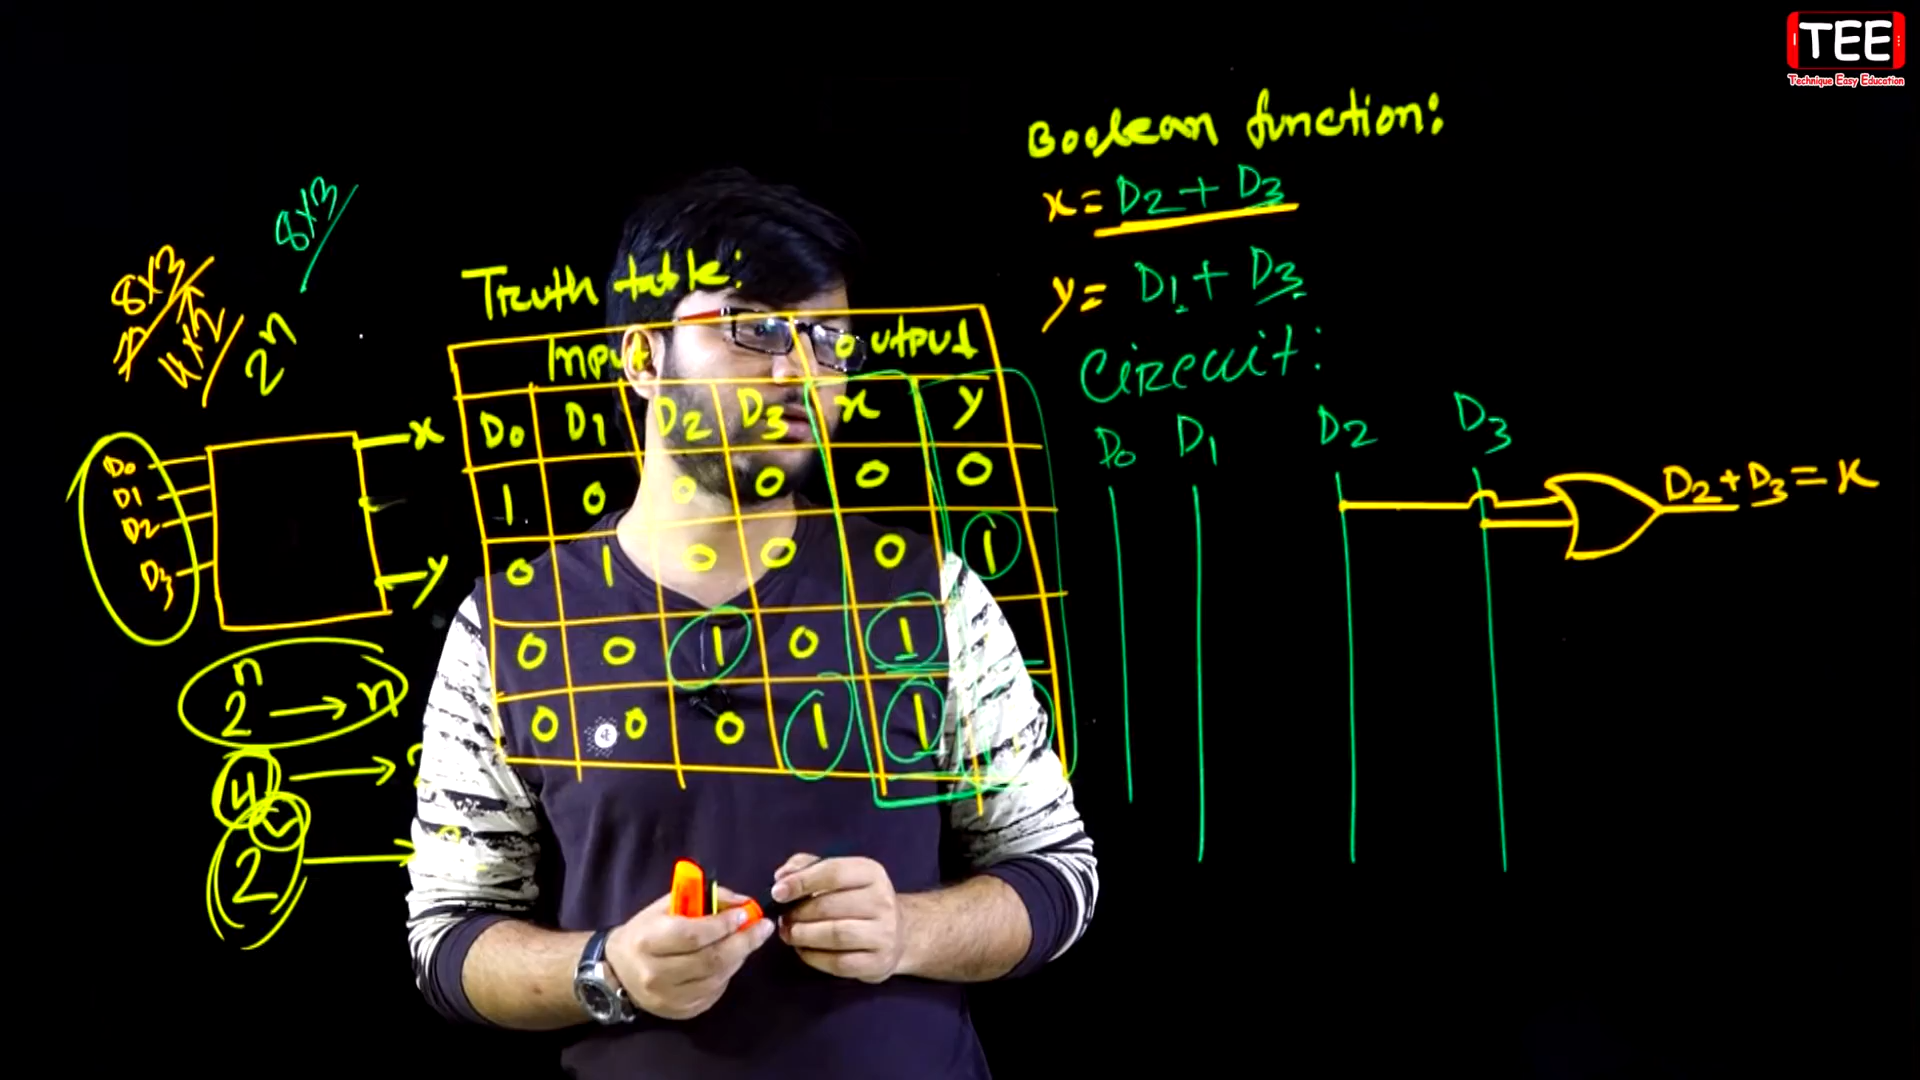 TEE
Technique Easy Education
Boolean function:
x = D2 + D3
y = D1 + D3
Circuit:
D0 D1 D2 D3
D2 + D3 = x
8x3
8x3
4x2
2^n
D0
D1
D2
D3
x
y
2^n → n
4 →
2 →
Truth table:
Input output
D0 D1 D2 D3 x y
1 0 0 0 0 0
0 1 0 0 0 1
0 0 1 0 1
0 0 0 1 1 1